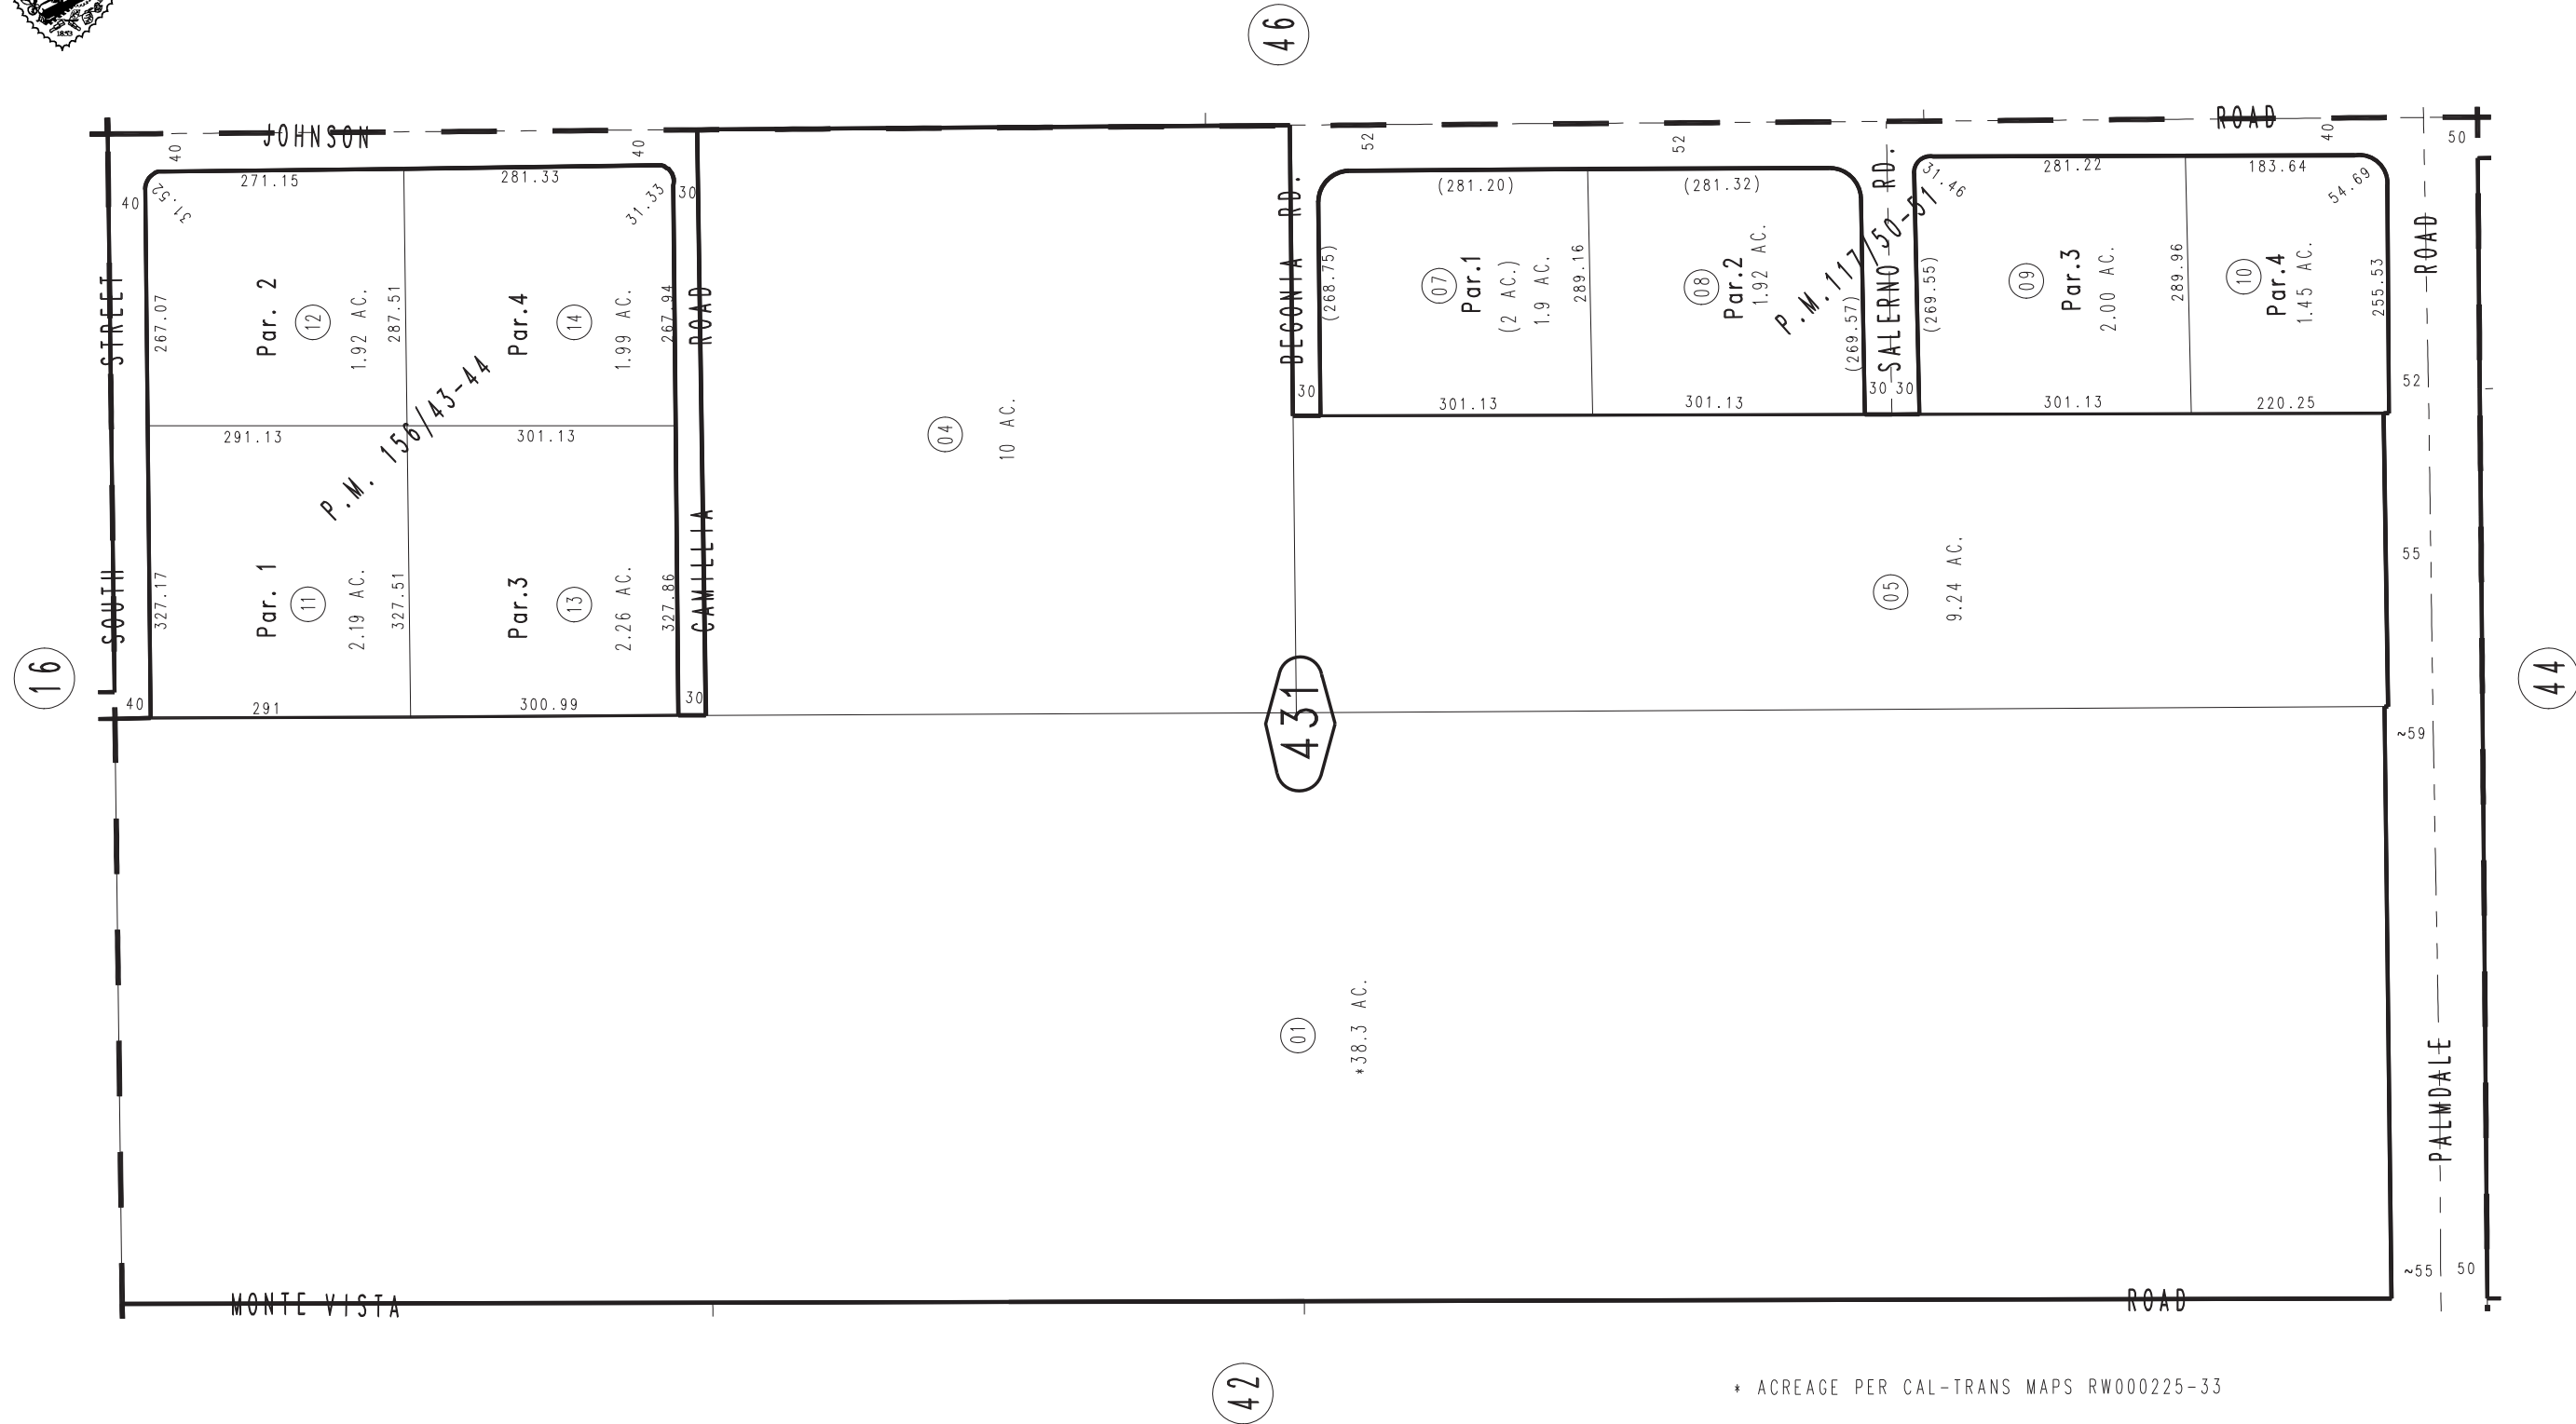 1853
46
JOHNSON
ROAD
40
40
52
52
40
50
271.15
281.33
31.52
31.33
40
30
(281.20)
(281.32)
31.46
281.22
183.64
54.69
STREET
267.07
Par. 2
12
1.92 AC.
287.51
Par.4
14
1.99 AC.
267.94
ROAD
BEGONIA RD.
(268.75)
07
Par.1
(2 AC.)
1.9 AC.
289.16
08
Par.2
1.92 AC.
P.M.117/50-51
(269.57)
SALERNO RD.
(269.55)
09
Par.3
2.00 AC.
289.96
10
Par.4
1.45 AC.
255.53
ROAD
52
30
30 30
301.13
301.13
301.13
220.25
291.13
301.13
P.M. 156/43-44
04
10 AC.
SOUTH
327.17
Par. 1
11
2.19 AC.
327.51
Par.3
13
2.26 AC.
327.86
CAMILLIA
05
9.24 AC.
55
16
40
291
300.99
30
431
~59
44
01
*38.3 AC.
PALMDALE
~55
50
MONTE VISTA
ROAD
42
* ACREAGE PER CAL-TRANS MAPS RW000225-33